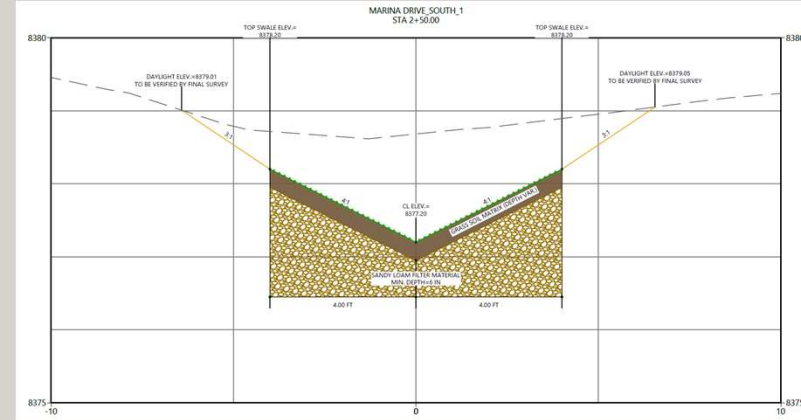 MARINA DRIVE_SOUTH_1
STA 2+50.00
TOP SWALE ELEV.=
8378.20
TOP SWALE ELEV.=
8378.20
8380
8380
DAYLIGHT ELEV.=8379.01
TO BE VERIFIED BY FINAL SURVEY
DAYLIGHT ELEV.=8379.05
TO BE VERIFIED BY FINAL SURVEY
3:1
3:1
4:1
4:1
CL ELEV.=
8377.20
GRASS SOIL MATRIX (DEPTH VAR.)
SANDY LOAM FILTER MATERIAL
MIN. DEPTH=6 IN
4.00 FT
4.00 FT
8375
8375
-10
0
10